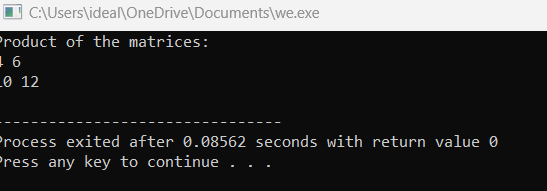 C:\Users\ideal\OneDrive\Documents\we.exe
Product of the matrices:
4 6
10 12
--------------------------------
Process exited after 0.08562 seconds with return value 0
Press any key to continue . . .